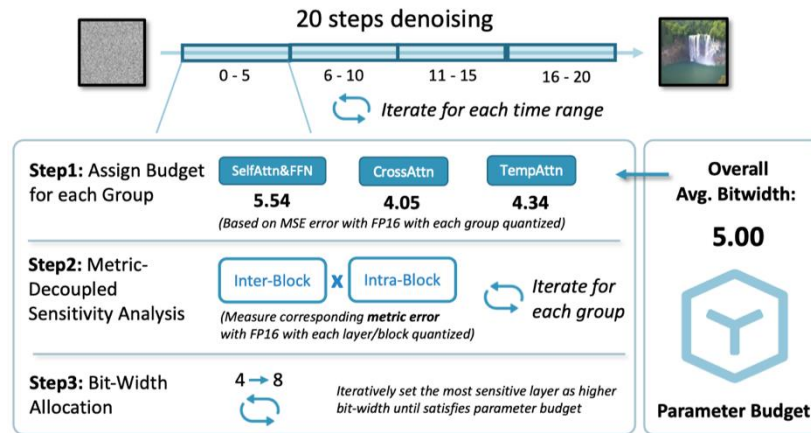 20 steps denoising
0 - 5
6 - 10
11 - 15
16 - 20
Iterate for each time range
Step1: Assign Budget
for each Group
SelfAttn&FFN
CrossAttn
TempAttn
5.54
4.05
4.34
(Based on MSE error with FP16 with each group quantized)
Step2: Metric-
Decoupled
Sensitivity Analysis
Inter-Block
X
Intra-Block
(Measure corresponding metric error
with FP16 with each layer/block quantized)
Iterate for
each group
Step3: Bit-Width
Allocation
4 → 8
Iteratively set the most sensitive layer as higher
bit-width until satisfies parameter budget
Overall
Avg. Bitwidth:
5.00
Parameter Budget